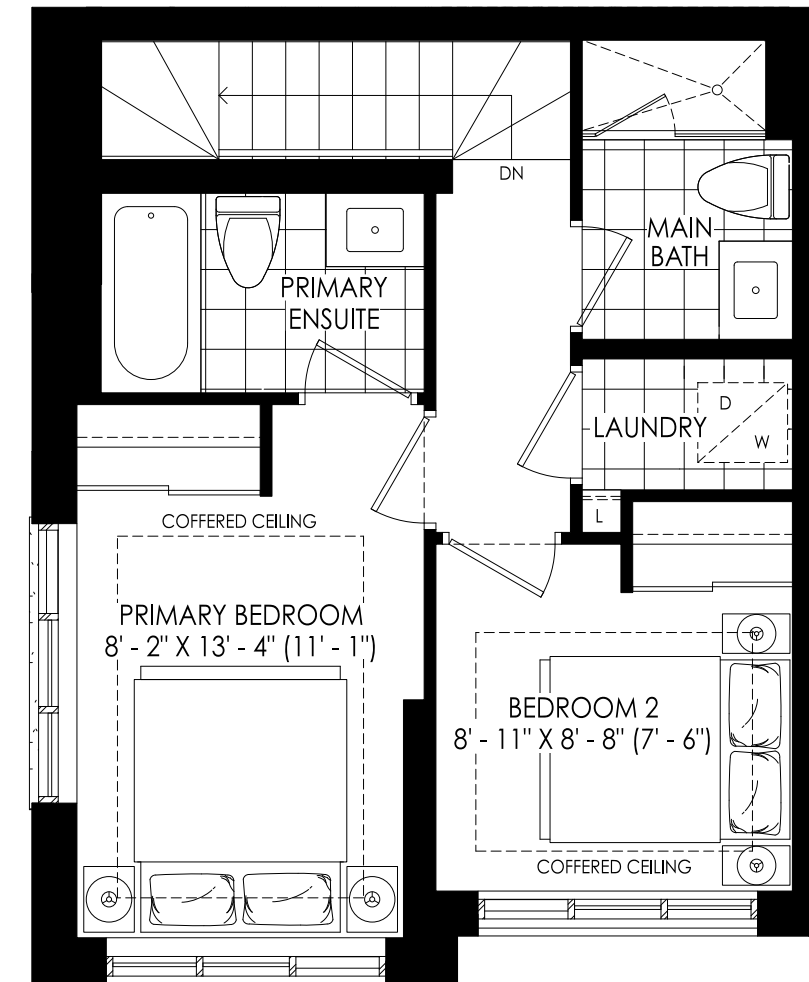 DN
MAIN
BATH
PRIMARY
ENSUITE
D
LAUNDRY
W
L
COFFERED CEILING
PRIMARY BEDROOM
8' - 2" X 13' - 4" (11' - 1")
BEDROOM 2
8' - 11" X 8' - 8" (7' - 6")
COFFERED CEILING